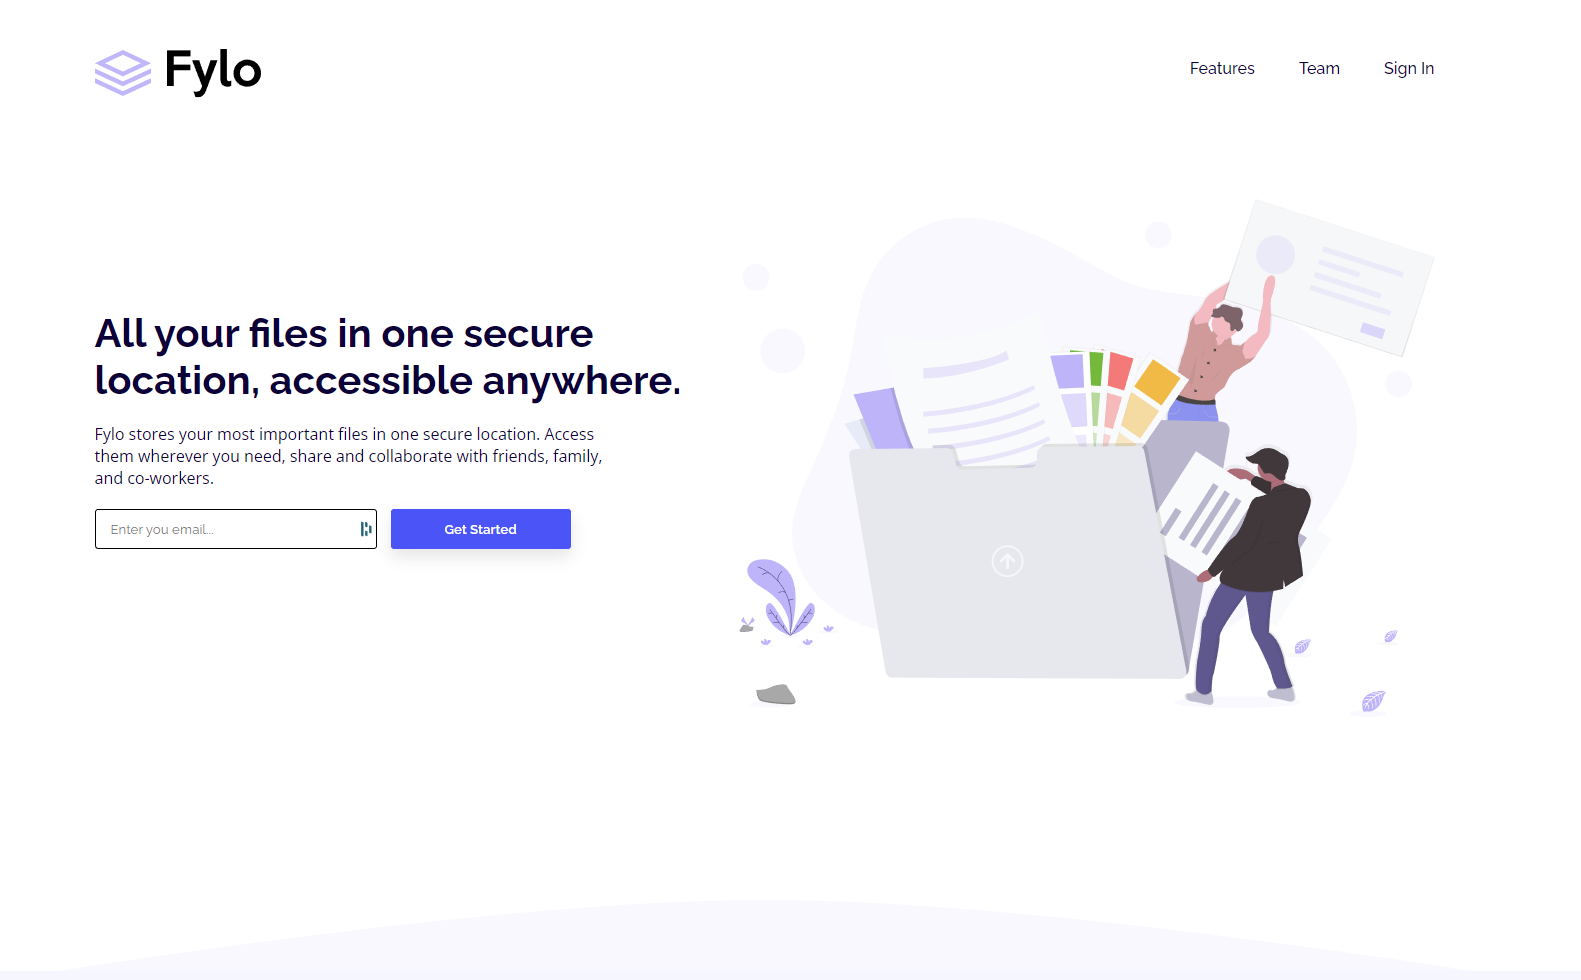 Fylo
Features
Team
Sign In
All your files in one secure
location, accessible anywhere.
Fylo stores your most important files in one secure location. Access
them wherever you need, share and collaborate with friends, family,
and co-workers.
Enter you email...
Get Started